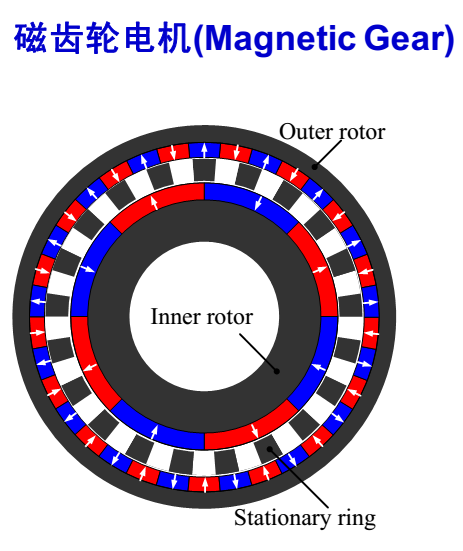 磁齿轮电机(Magnetic Gear)
Outer rotor
Inner rotor
Stationary ring